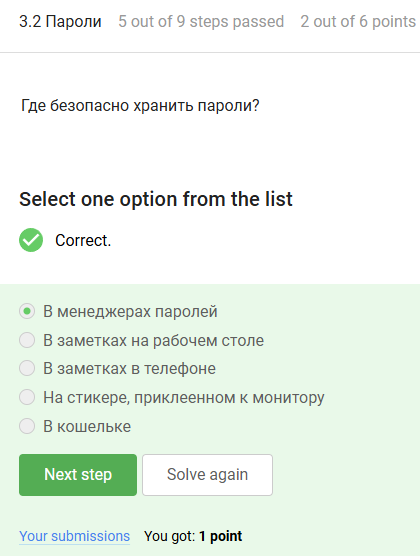 3.2 Пароли 5 out of 9 steps passed 2 out of 6 points
Где безопасно хранить пароли?
Select one option from the list
Correct.
В менеджерах паролей
В заметках на рабочем столе
В заметках в телефоне
На стикере, приклеенном к монитору
В кошельке
Next step Solve again
Your submissions You got: 1 point